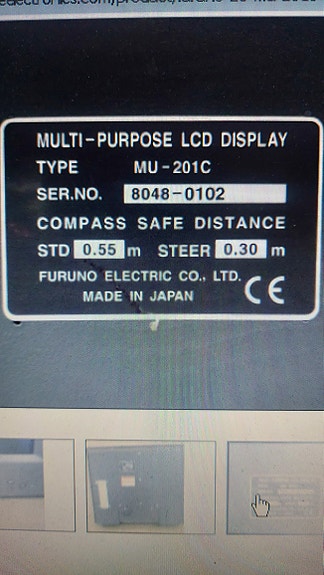 MULTI-PURPOSE LCD DISPLAY
TYPE MU-201C
SER.NO. 8048-0102
COMPASS SAFE DISTANCE
STD 0.55 m STEER 0.30 m
FURUNO ELECTRIC CO., LTD.
MADE IN JAPAN CE